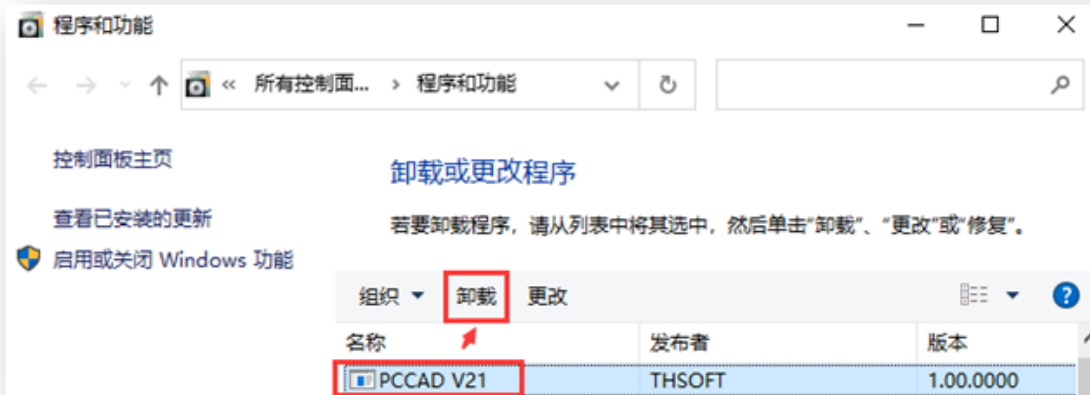 程序和功能
« 所有控制面... › 程序和功能
控制面板主页
查看已安装的更新
启用或关闭 Windows 功能
卸载或更改程序
若要卸载程序，请从列表中将其选中，然后单击“卸载”、“更改”或“修复”。
组织 卸载 更改
名称 发布者 版本
PCCAD V21 THSOFT 1.00.0000